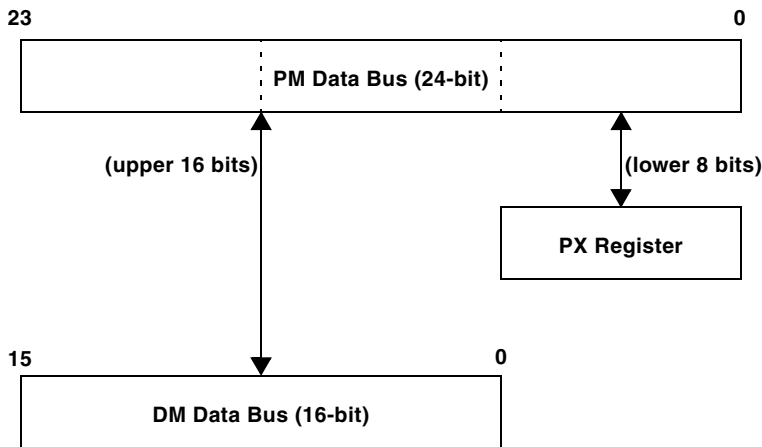 23 0
PM Data Bus (24-bit)
(upper 16 bits) (lower 8 bits)
PX Register
15 0
DM Data Bus (16-bit)